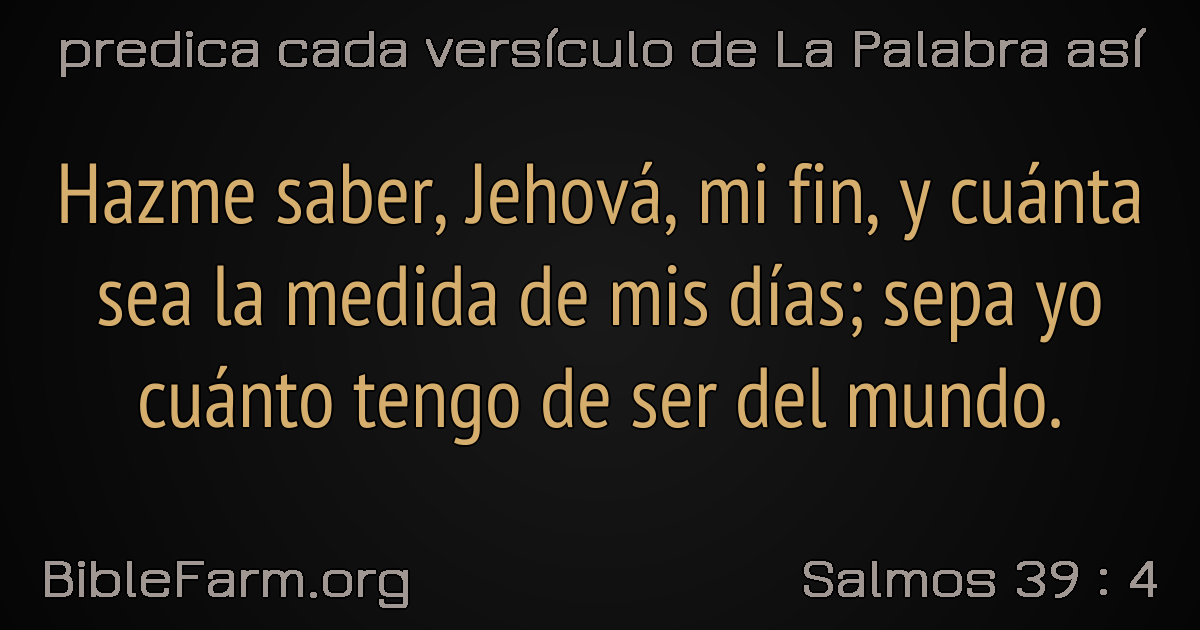 predica cada versículo de La Palabra así
Hazme saber, Jehová, mi fin, y cuánta
sea la medida de mis días; sepa yo
cuánto tengo de ser del mundo.
BibleFarm.org
Salmos 39 : 4